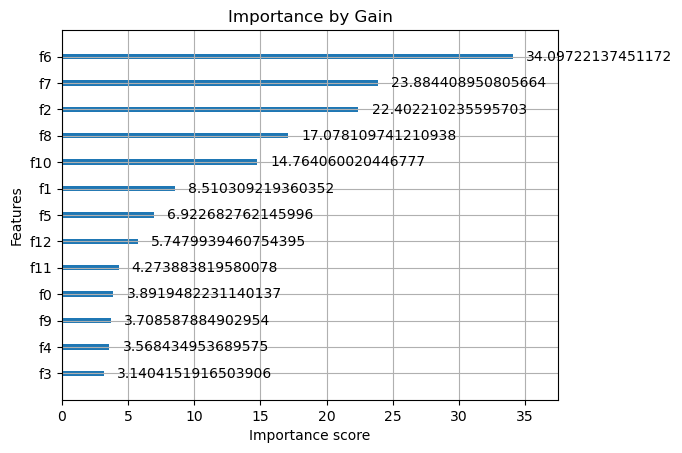 Importance by Gain
Features
f6 34.09722137451172
f7 23.884408950805664
f2 22.402210235595703
f8 17.078109741210938
f10 14.764060020446777
f1 8.510309219360352
f5 6.922682762145996
f12 5.7479939460754395
f11 4.273883819580078
f0 3.8919482231140137
f9 3.708587884902954
f4 3.568434953689575
f3 3.1404151916503906
0 5 10 15 20 25 30 35
Importance score